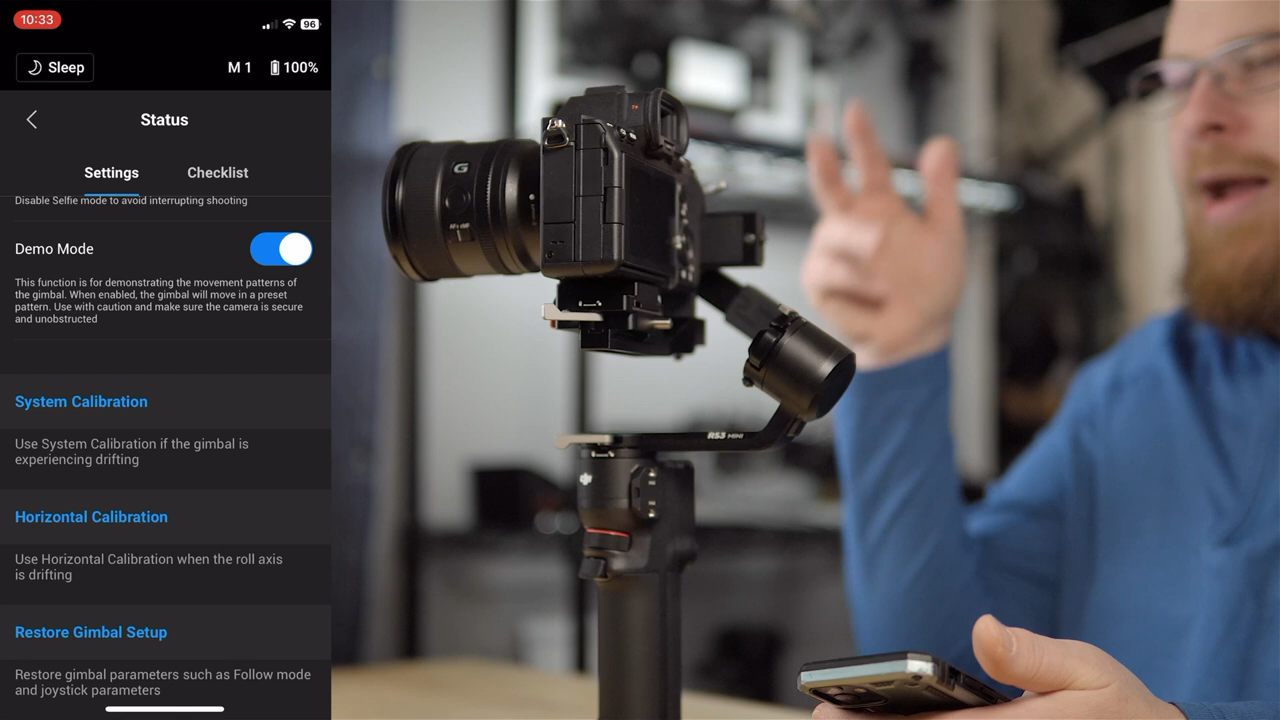 10:33
96
Sleep
M 1
100%
Status
Settings
Checklist
Disable Selfie mode to avoid interrupting shooting
Demo Mode
This function is for demonstrating the movement patterns of
the gimbal. When enabled, the gimbal will move in a preset
pattern. Use with caution and make sure the camera is secure
and unobstructed
System Calibration
Use System Calibration if the gimbal is
experiencing drifting
Horizontal Calibration
Use Horizontal Calibration when the roll axis
is drifting
Restore Gimbal Setup
Restore gimbal parameters such as Follow mode
and joystick parameters
G
RS3 MINI
dji